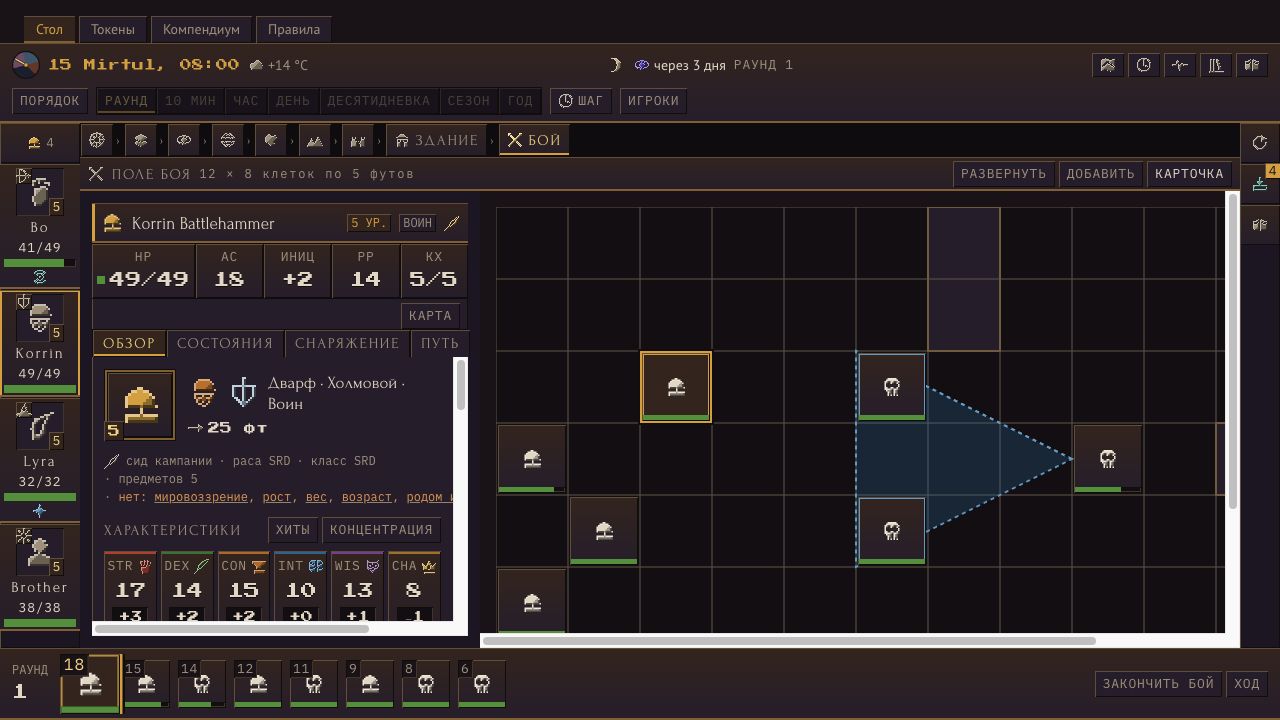 Стол Токены Компендиум Правила
15 Mirtul, 08:00 +14 °C через 3 дня РАУНД 1
ПОРЯДОК РАУНД 10 МИН ЧАС ДЕНЬ ДЕСЯТИДНЕВКА СЕЗОН ГОД ШАГ ИГРОКИ
4 ЗДАНИЕ БОЙ
ПОЛЕ БОЯ 12 × 8 клеток по 5 футов РАЗВЕРНУТЬ ДОБАВИТЬ КАРТОЧКА
4
5
Bo
41/49
5
Korrin
49/49
5
Lyra
32/32
5
Brother
38/38
Korrin Battlehammer 5 УР. ВОИН
HP AC ИНИЦ PP КХ
49/49 18 +2 14 5/5
КАРТА
ОБЗОР СОСТОЯНИЯ СНАРЯЖЕНИЕ ПУТЬ
Дварф · Холмовой ·
Воин
5 25 фт
сид кампании · раса SRD · класс SRD
· предметов 5
· нет: мировоззрение, рост, вес, возраст, родом и
ХАРАКТЕРИСТИКИ ХИТЫ КОНЦЕНТРАЦИЯ
STR DEX CON INT WIS CHA
17 14 15 10 13 8
+3 +2 +2 +0 +1 -1
РАУНД
1
18 15 14 12 11 9 8 6
ЗАКОНЧИТЬ БОЙ ХОД